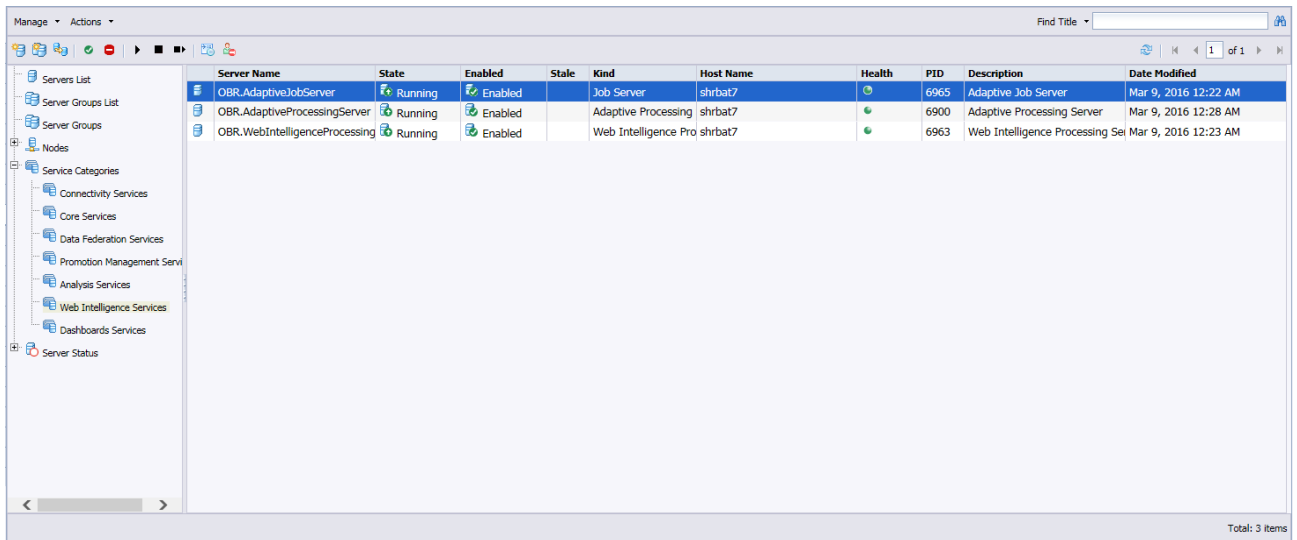 Manage Actions Find Title
1 of 1
Server Name State Enabled Stale Kind Host Name Health PID Description Date Modified
OBR.AdaptiveJobServer Running Enabled Job Server shrbat7 6965 Adaptive Job Server Mar 9, 2016 12:22 AM
OBR.AdaptiveProcessingServer Running Enabled Adaptive Processing shrbat7 6900 Adaptive Processing Server Mar 9, 2016 12:28 AM
OBR.WebIntelligenceProcessing Running Enabled Web Intelligence Pro shrbat7 6963 Web Intelligence Processing Se Mar 9, 2016 12:23 AM
Servers List
Server Groups List
Server Groups
Nodes
Service Categories
Connectivity Services
Core Services
Data Federation Services
Promotion Management Servi
Analysis Services
Web Intelligence Services
Dashboards Services
Server Status
Total: 3 items